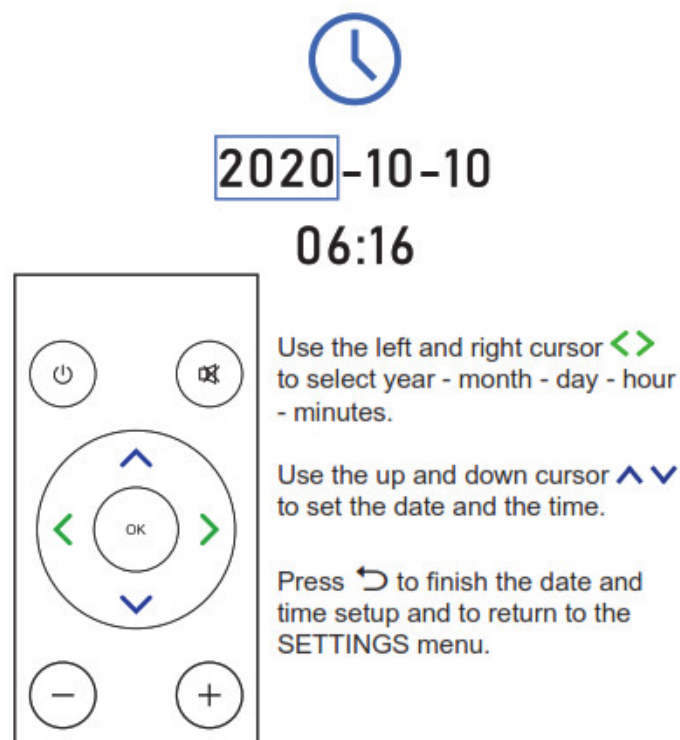 2020-10-10
06:16
Use the left and right cursor <>
to select year - month - day - hour
- minutes.
OK
Use the up and down cursor ∧ ∨
to set the date and the time.
Press ⮌ to finish the date and
time setup and to return to the
SETTINGS menu.
− +